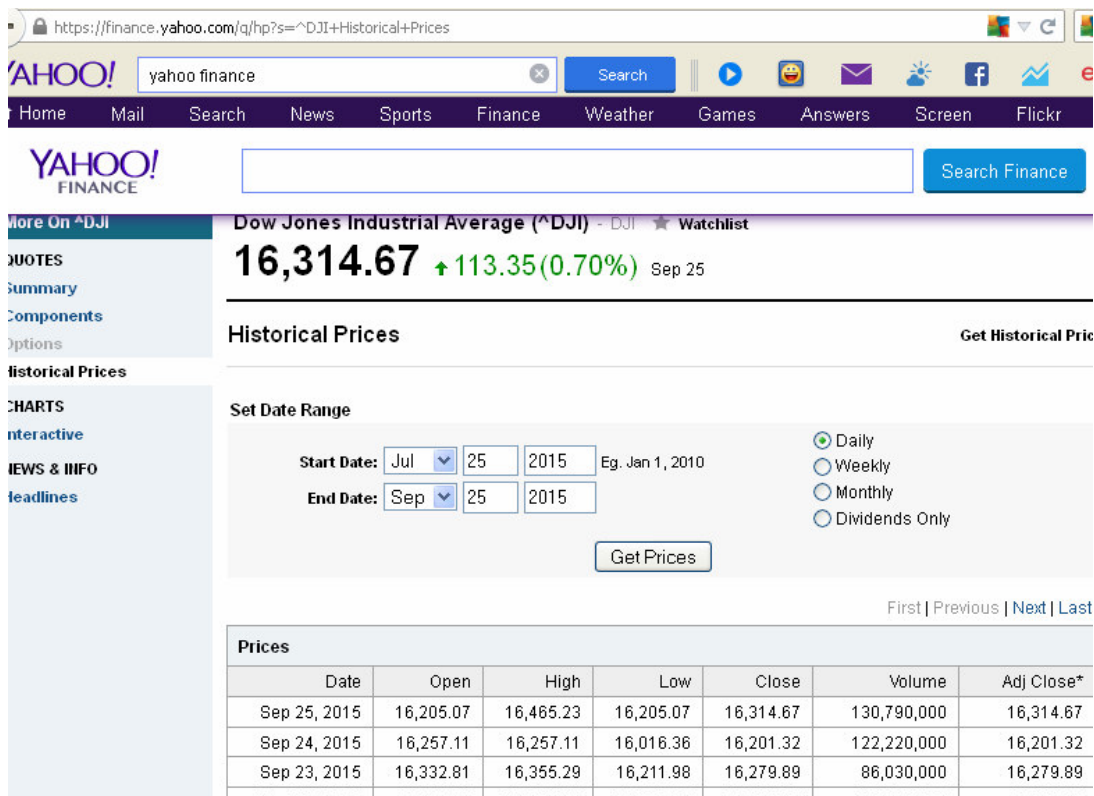 https://finance.yahoo.com/q/hp?s=^DJI+Historical+Prices
YAHOO! yahoo finance Search
Home Mail Search News Sports Finance Weather Games Answers Screen Flickr
YAHOO!
FINANCE
Search Finance
More On ^DJI
Dow Jones Industrial Average (^DJI) - DJI Watchlist
16,314.67 113.35(0.70%) Sep 25
QUOTES
Summary
Components
Options
Historical Prices
CHARTS
Interactive
NEWS & INFO
Headlines
Historical Prices Get Historical Pric
Set Date Range
Start Date: Jul 25 2015 Eg. Jan 1, 2010
End Date: Sep 25 2015
Daily
Weekly
Monthly
Dividends Only
Get Prices
First | Previous | Next | Last
Prices
Date Open High Low Close Volume Adj Close*
Sep 25, 2015 16,205.07 16,465.23 16,205.07 16,314.67 130,790,000 16,314.67
Sep 24, 2015 16,257.11 16,257.11 16,016.36 16,201.32 122,220,000 16,201.32
Sep 23, 2015 16,332.81 16,355.29 16,211.98 16,279.89 86,030,000 16,279.89